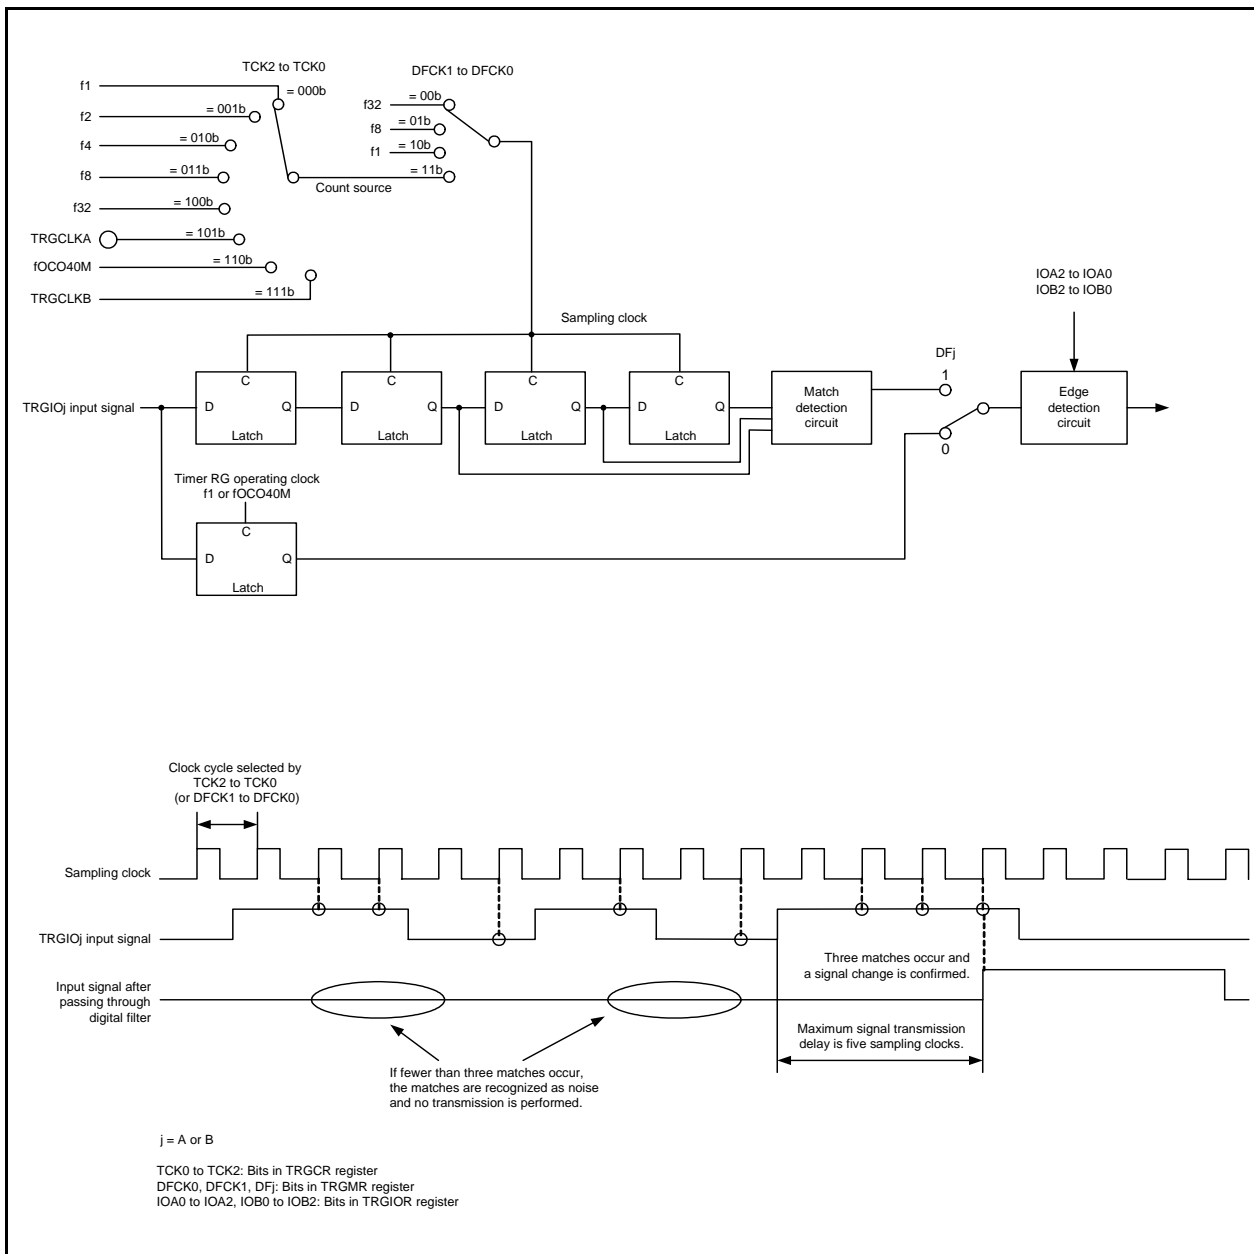 TCK2 to TCK0
DFCK1 to DFCK0
f1
= 000b
f2
= 001b
f4
= 010b
f8
= 011b
f32
= 100b
TRGCLKA
= 101b
fOCO40M
= 110b
TRGCLKB
= 111b
Count source
f32
= 00b
f8
= 01b
f1
= 10b
= 11b
Sampling clock
IOA2 to IOA0
IOB2 to IOB0
TRGIOj input signal
C
D
Q
Latch
C
D
Q
Latch
C
D
Q
Latch
C
D
Q
Latch
Match
detection
circuit
DFj
1
0
Edge
detection
circuit
Timer RG operating clock
f1 or fOCO40M
C
D
Q
Latch
Clock cycle selected by
TCK2 to TCK0
(or DFCK1 to DFCK0)
Sampling clock
TRGIOj input signal
Three matches occur and
a signal change is confirmed.
Input signal after
passing through
digital filter
Maximum signal transmission
delay is five sampling clocks.
If fewer than three matches occur,
the matches are recognized as noise
and no transmission is performed.
j = A or B
TCK0 to TCK2: Bits in TRGCR register
DFCK0, DFCK1, DFj: Bits in TRGMR register
IOA0 to IOA2, IOB0 to IOB2: Bits in TRGIOR register